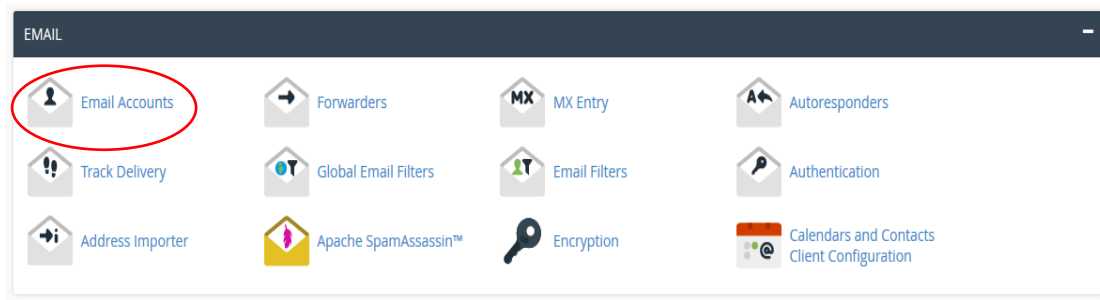 EMAIL
Email Accounts
Forwarders
MX
MX Entry
A
Autoresponders
Track Delivery
Global Email Filters
Email Filters
Authentication
i
Address Importer
Apache SpamAssassin™
Encryption
@
Calendars and Contacts
Client Configuration